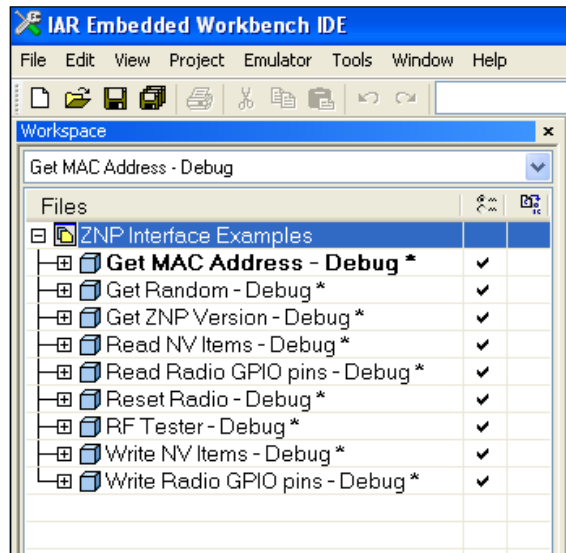 IAR Embedded Workbench IDE
File Edit View Project Emulator Tools Window Help
Workspace x
Get MAC Address - Debug
Files
ZNP Interface Examples
Get MAC Address - Debug *
Get Random - Debug *
Get ZNP Version - Debug *
Read NV Items - Debug *
Read Radio GPIO pins - Debug *
Reset Radio - Debug *
RF Tester - Debug *
Write NV Items - Debug *
Write Radio GPIO pins - Debug *